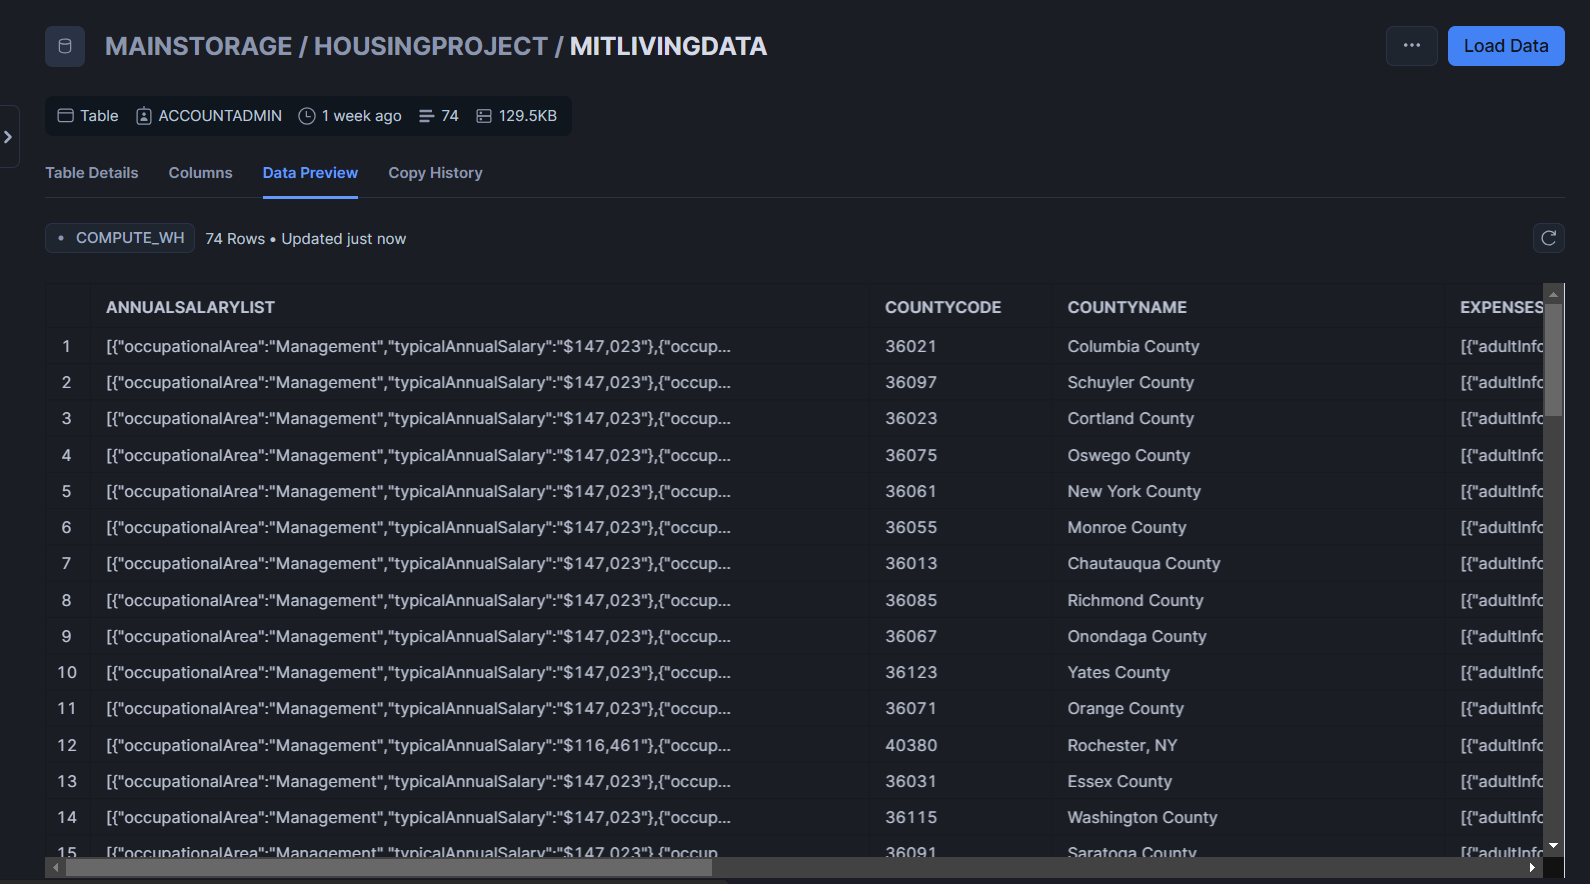 MAINSTORAGE / HOUSINGPROJECT / MITLIVINGDATA
... Load Data
Table ACCOUNTADMIN 1 week ago 74 129.5KB
Table Details Columns Data Preview Copy History
COMPUTE_WH 74 Rows • Updated just now
ANNUALSALARYLIST COUNTYCODE COUNTYNAME EXPENSES
1 [{"occupationalArea":"Management","typicalAnnualSalary":"$147,023"},{"occup... 36021 Columbia County [{"adultInfo
2 [{"occupationalArea":"Management","typicalAnnualSalary":"$147,023"},{"occup... 36097 Schuyler County [{"adultInfo
3 [{"occupationalArea":"Management","typicalAnnualSalary":"$147,023"},{"occup... 36023 Cortland County [{"adultInfo
4 [{"occupationalArea":"Management","typicalAnnualSalary":"$147,023"},{"occup... 36075 Oswego County [{"adultInfo
5 [{"occupationalArea":"Management","typicalAnnualSalary":"$147,023"},{"occup... 36061 New York County [{"adultInfo
6 [{"occupationalArea":"Management","typicalAnnualSalary":"$147,023"},{"occup... 36055 Monroe County [{"adultInfo
7 [{"occupationalArea":"Management","typicalAnnualSalary":"$147,023"},{"occup... 36013 Chautauqua County [{"adultInfo
8 [{"occupationalArea":"Management","typicalAnnualSalary":"$147,023"},{"occup... 36085 Richmond County [{"adultInfo
9 [{"occupationalArea":"Management","typicalAnnualSalary":"$147,023"},{"occup... 36067 Onondaga County [{"adultInfo
10 [{"occupationalArea":"Management","typicalAnnualSalary":"$147,023"},{"occup... 36123 Yates County [{"adultInfo
11 [{"occupationalArea":"Management","typicalAnnualSalary":"$147,023"},{"occup... 36071 Orange County [{"adultInfo
12 [{"occupationalArea":"Management","typicalAnnualSalary":"$116,461"},{"occup... 40380 Rochester, NY [{"adultInfo
13 [{"occupationalArea":"Management","typicalAnnualSalary":"$147,023"},{"occup... 36031 Essex County [{"adultInfo
14 [{"occupationalArea":"Management","typicalAnnualSalary":"$147,023"},{"occup... 36115 Washington County [{"adultInfo
15 [{"occupationalArea":"Management","typicalAnnualSalary":"$147,023"},{"occup... 36091 Saratoga County [{"adultInfo